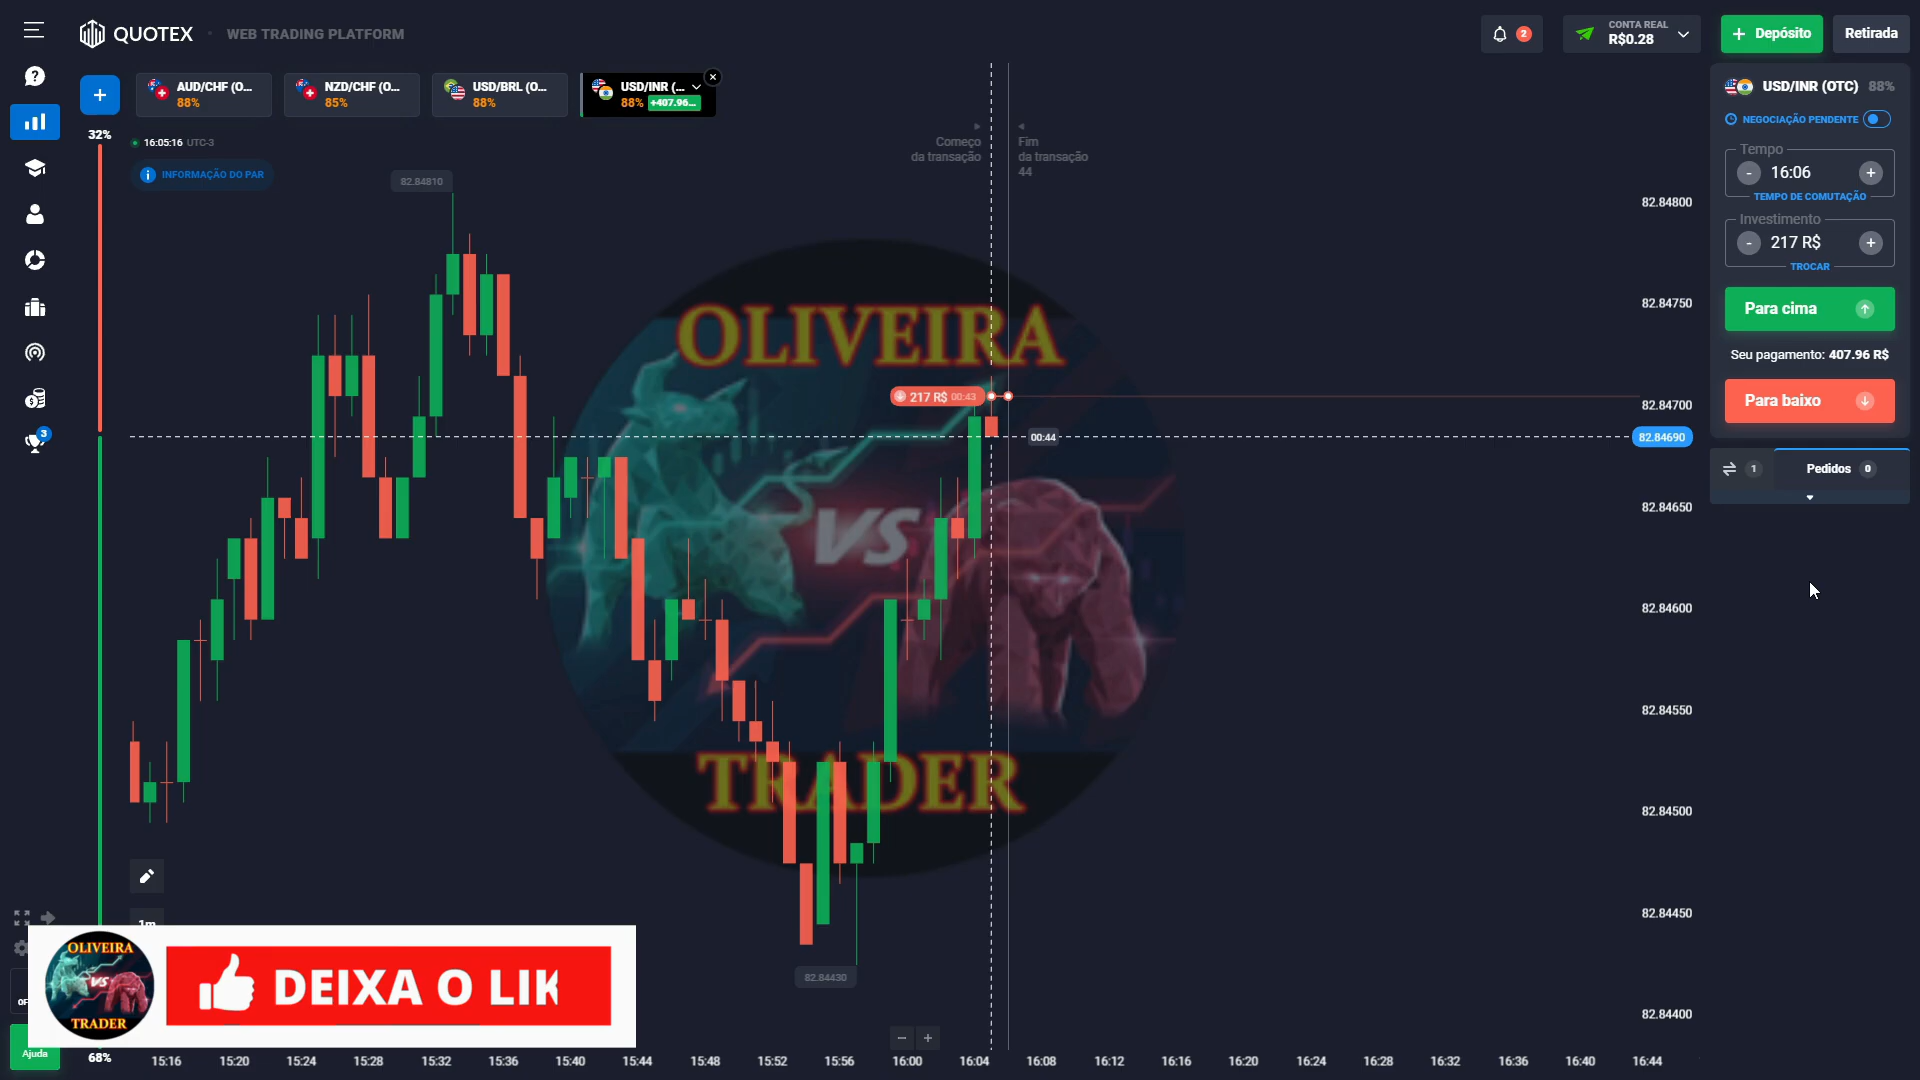 QUOTEX
WEB TRADING PLATFORM
2
CONTA REAL
R$0.28
Depósito
Retirada
AUD/CHF (O...
88%
NZD/CHF (O...
85%
USD/BRL (O...
88%
USD/INR (...
88% +407.96...
32%
16:05:16 UTC-3
INFORMAÇÃO DO PAR
82.84810
Começo
da transação
Fim
da transação
44
USD/INR (OTC) 88%
NEGOCIAÇÃO PENDENTE
Tempo
- 16:06 +
TEMPO DE COMUTAÇÃO
Investimento
- 217 R$ +
TROCAR
Para cima
Seu pagamento: 407.96 R$
Para baixo
1
Pedidos 0
82.84800
82.84750
82.84700
82.84690
82.84650
82.84600
82.84550
82.84500
82.84450
82.84400
OLIVEIRA
VS
TRADER
217 R$ 00:43
00:44
82.84430
3
1m
OLIVEIRA
VS
TRADER
DEIXA O LIK
OF
Ajuda
68%
15:16 15:20 15:24 15:28 15:32 15:36 15:40 15:44 15:48 15:52 15:56 16:00 16:04 16:08 16:12 16:16 16:20 16:24 16:28 16:32 16:36 16:40 16:44